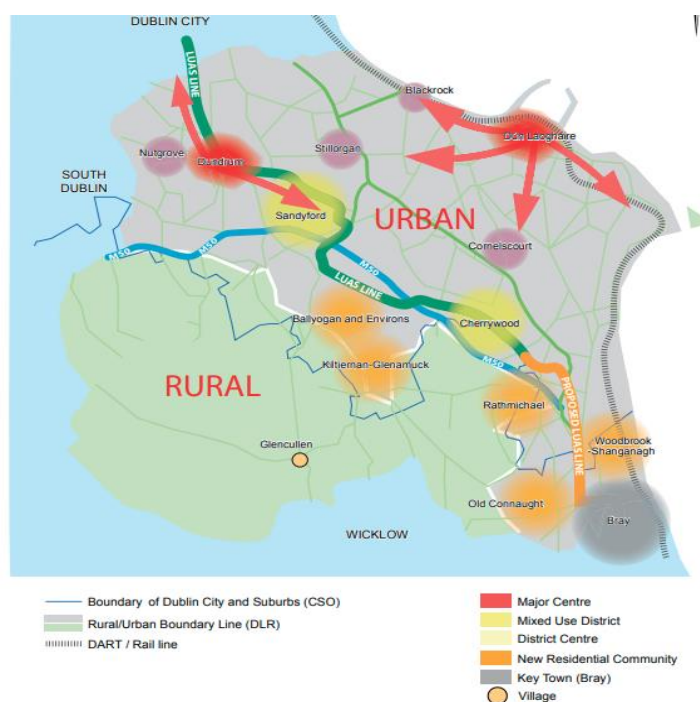 DUBLIN CITY
LUAS LINE
Blackrock
Dún Laoghaire
Nutgrove
Dundrum
Stillorgan
SOUTH
DUBLIN
Sandyford
URBAN
Cornelscourt
M50
M50
M50
LUAS LINE
Ballyogan and Environs
Cherrywood
Kiltiernan-Glenamuck
M50
RURAL
Rathmichael
PROPOSED LUAS LINE
Glencullen
Woodbrook
-Shanganagh
Old Connaught
Bray
WICKLOW
Boundary of Dublin City and Suburbs (CSO)
Rural/Urban Boundary Line (DLR)
DART / Rail line
Major Centre
Mixed Use District
District Centre
New Residential Community
Key Town (Bray)
Village